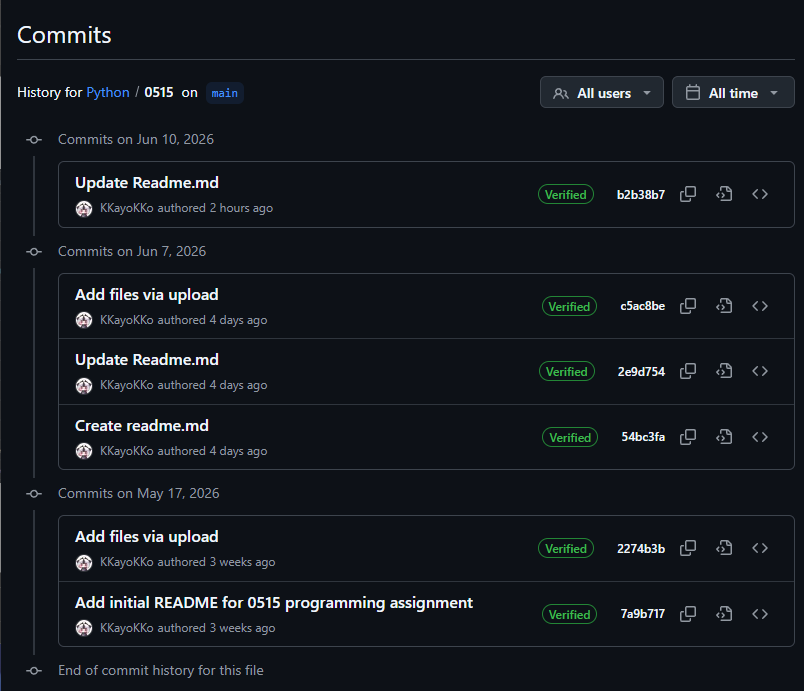 Commits
History for Python / 0515 on main
All users
All time
Commits on Jun 10, 2026
Update Readme.md
KKayoKKo authored 2 hours ago
Verified
b2b38b7
Commits on Jun 7, 2026
Add files via upload
KKayoKKo authored 4 days ago
Verified
c5ac8be
Update Readme.md
KKayoKKo authored 4 days ago
Verified
2e9d754
Create readme.md
KKayoKKo authored 4 days ago
Verified
54bc3fa
Commits on May 17, 2026
Add files via upload
KKayoKKo authored 3 weeks ago
Verified
2274b3b
Add initial README for 0515 programming assignment
KKayoKKo authored 3 weeks ago
Verified
7a9b717
End of commit history for this file